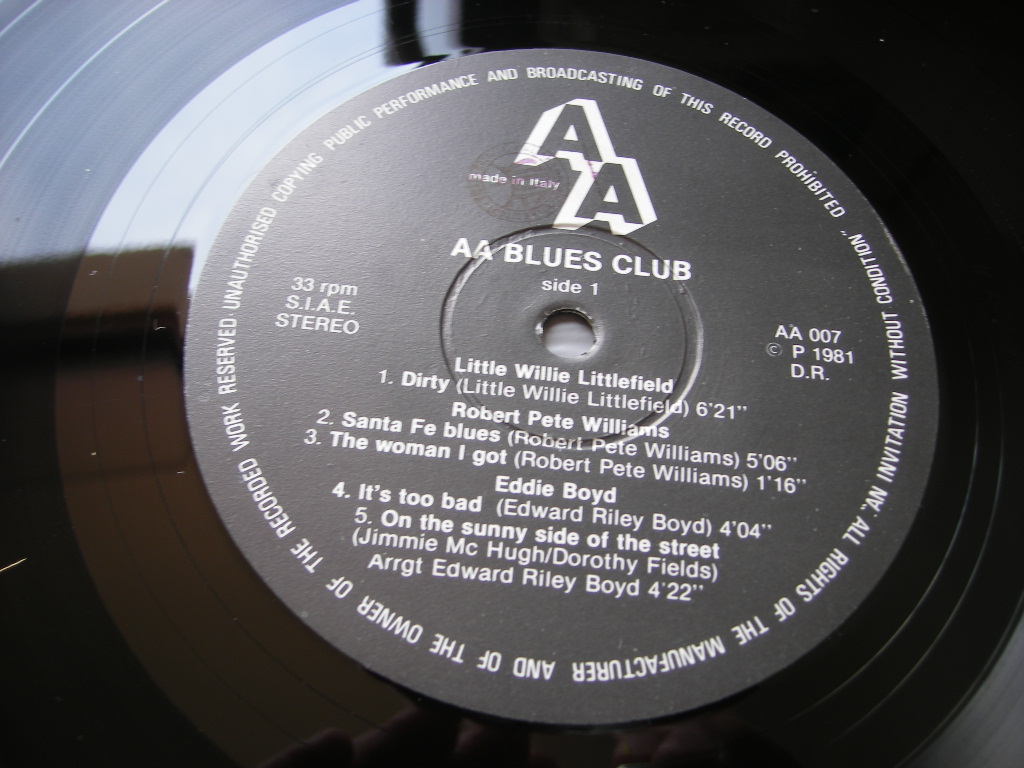 UNAUTHORISED COPYING PUBLIC PERFORMANCE AND BROADCASTING OF THIS RECORD PROHIBITED „WITHOUT CONDITION
AN INVITATION„ ALL RIGHTS OF THE MANUFACTURER AND OF THE OWNER OF THE RECORDED WORK RESERVED.
AA
made in Italy
AA BLUES CLUB
side 1
33 rpm
S.I.A.E.
STEREO
AA 007
© P 1981
D.R.
Little Willie Littlefield
1. Dirty (Little Willie Littlefield) 6'21''
Robert Pete Williams
2. Santa Fe blues (Robert Pete Williams) 5'06''
3. The woman I got (Robert Pete Williams) 1'16''
Eddie Boyd
4. It's too bad (Edward Riley Boyd) 4'04''
5. On the sunny side of the street
(Jimmie Mc Hugh/Dorothy Fields)
Arrgt Edward Riley Boyd 4'22''